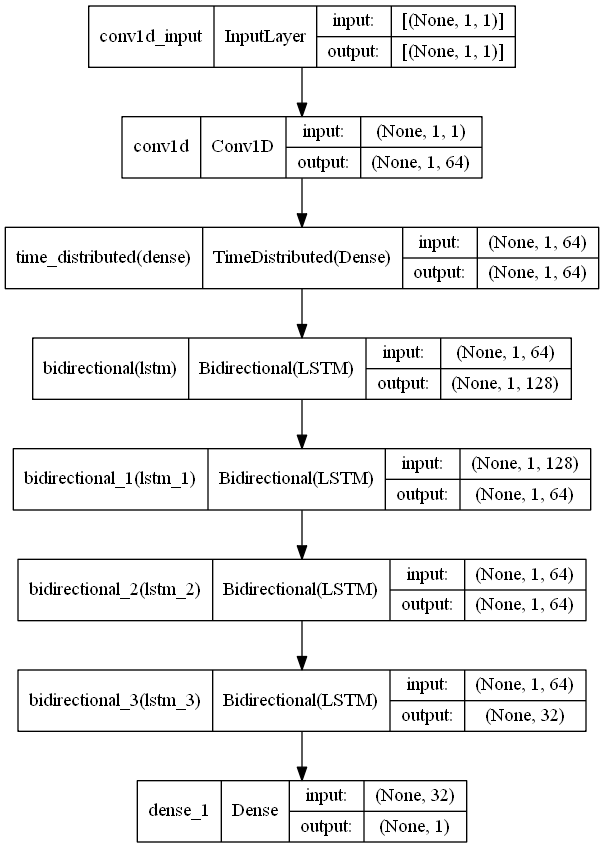 conv1d_input InputLayer input: [(None, 1, 1)]
output: [(None, 1, 1)]
conv1d Conv1D input: (None, 1, 1)
output: (None, 1, 64)
time_distributed(dense) TimeDistributed(Dense) input: (None, 1, 64)
output: (None, 1, 64)
bidirectional(lstm) Bidirectional(LSTM) input: (None, 1, 64)
output: (None, 1, 128)
bidirectional_1(lstm_1) Bidirectional(LSTM) input: (None, 1, 128)
output: (None, 1, 64)
bidirectional_2(lstm_2) Bidirectional(LSTM) input: (None, 1, 64)
output: (None, 1, 64)
bidirectional_3(lstm_3) Bidirectional(LSTM) input: (None, 1, 64)
output: (None, 32)
dense_1 Dense input: (None, 32)
output: (None, 1)